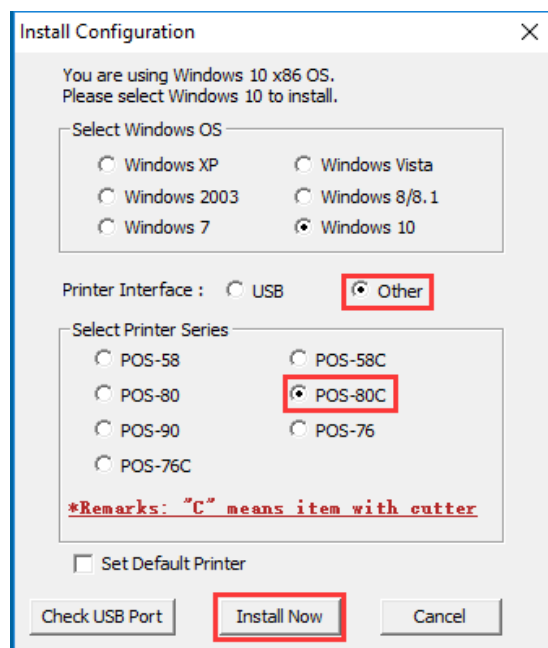 Install Configuration
You are using Windows 10 x86 OS.
Please select Windows 10 to install.
Select Windows OS
Windows XP Windows Vista
Windows 2003 Windows 8/8.1
Windows 7 Windows 10
Printer Interface : USB Other
Select Printer Series
POS-58 POS-58C
POS-80 POS-80C
POS-90 POS-76
POS-76C
*Remarks: "C" means item with cutter
Set Default Printer
Check USB Port Install Now Cancel